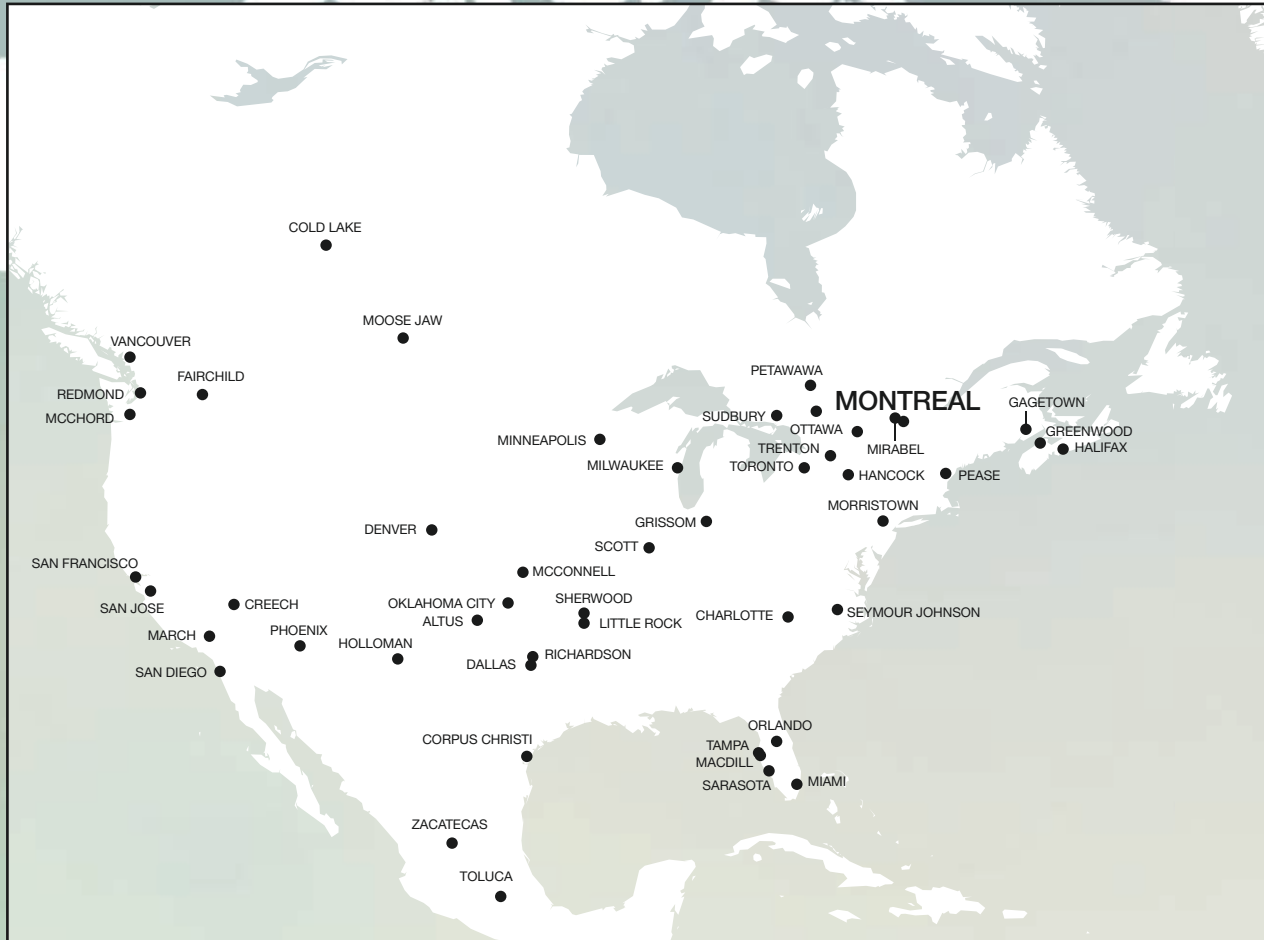 COLD LAKE
MOOSE JAW
VANCOUVER
FAIRCHILD
REDMOND
MCCHORD
PETAWAWA
MONTREAL
SUDBURY
OTTAWA
MIRABEL
GAGETOWN
GREENWOOD
HALIFAX
MINNEAPOLIS
TRENTON
MILWAUKEE
TORONTO
HANCOCK
PEASE
MORRISTOWN
GRISSOM
DENVER
SCOTT
SAN FRANCISCO
MCCONNELL
SAN JOSE
CREECH
OKLAHOMA CITY
SHERWOOD
ALTUS
LITTLE ROCK
CHARLOTTE
SEYMOUR JOHNSON
MARCH
PHOENIX
HOLLOMAN
RICHARDSON
DALLAS
SAN DIEGO
ORLANDO
CORPUS CHRISTI
TAMPA
MACDILL
SARASOTA
MIAMI
ZACATECAS
TOLUCA